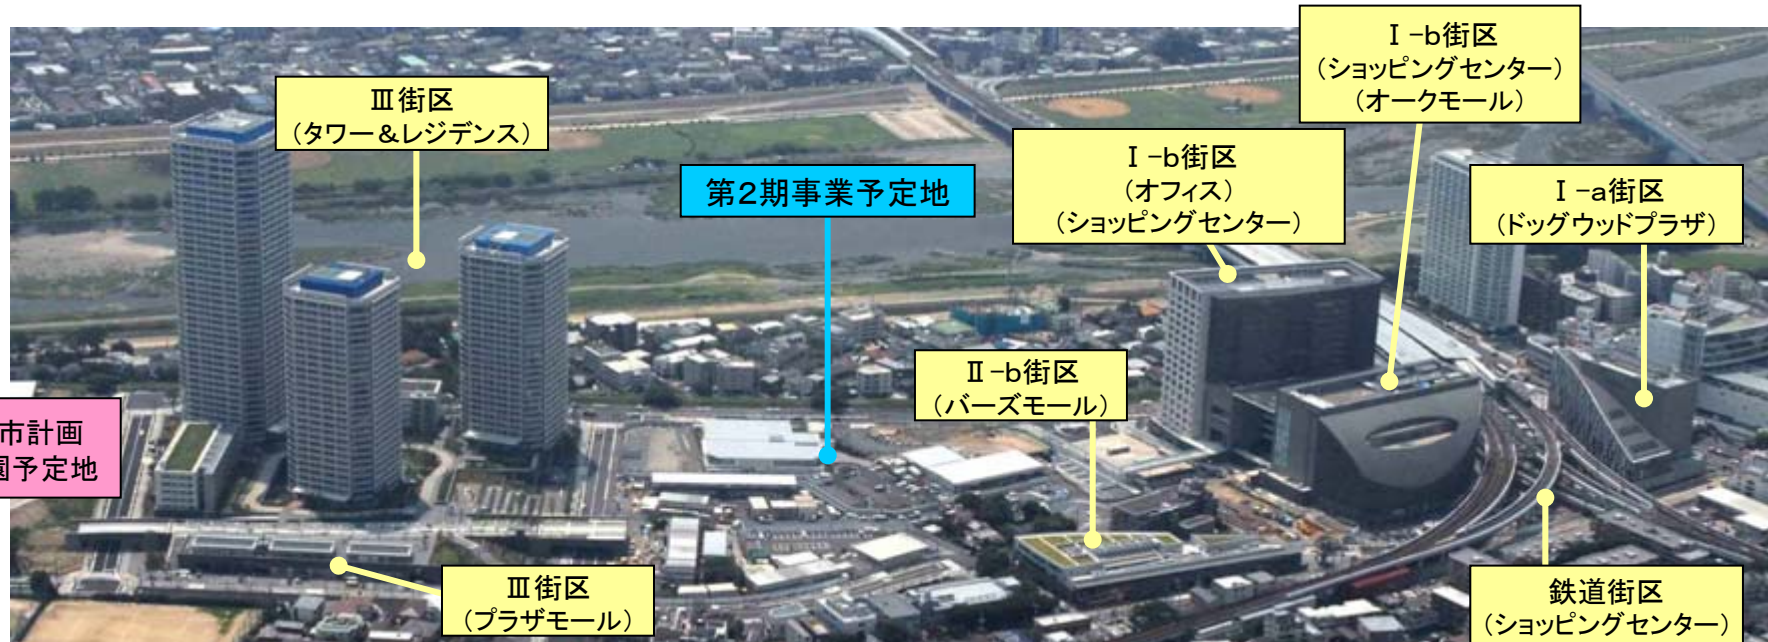 Ⅰ-b街区
（ショッピングセンター）
（オークモール）
Ⅲ街区
（タワー＆レジデンス）
Ⅰ-b街区
（オフィス）
（ショッピングセンター）
第２期事業予定地
Ⅰ-a街区
（ドッグウッドプラザ）
Ⅱ-b街区
（バーズモール）
市計画
園予定地
Ⅲ街区
（プラザモール）
鉄道街区
（ショッピングセンター）